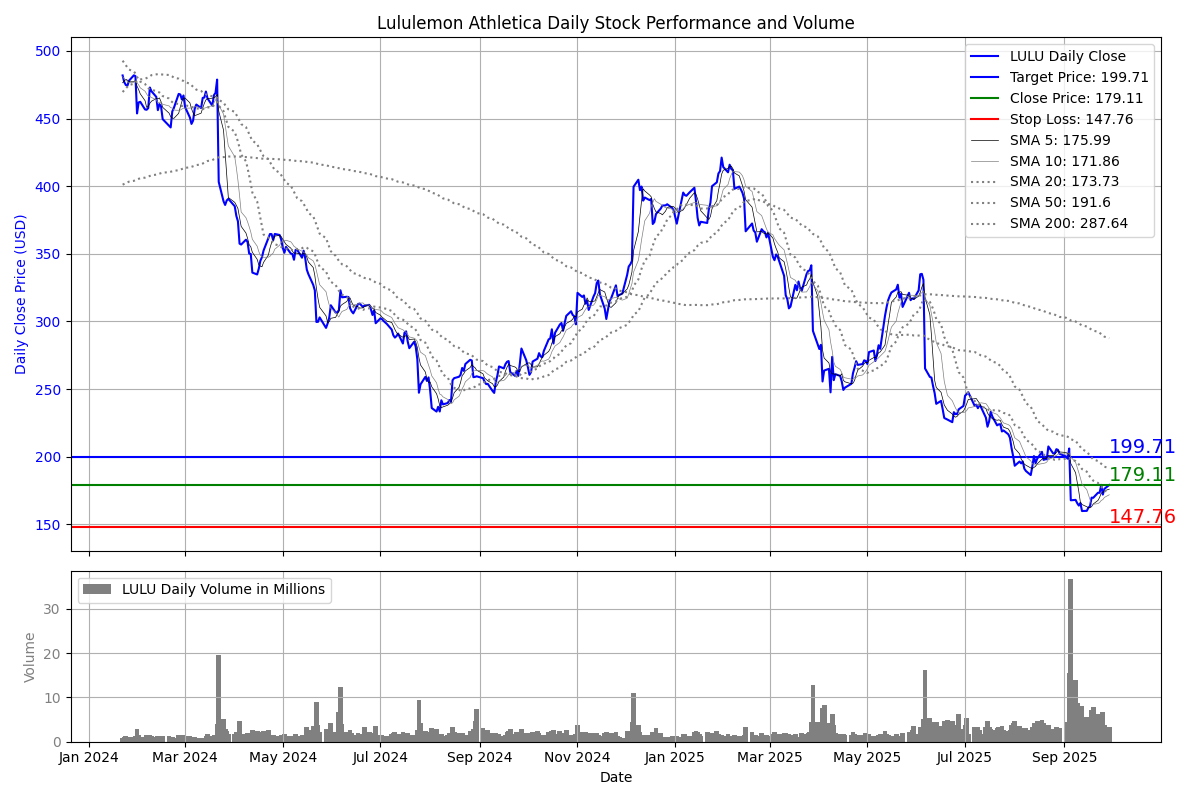 Lululemon Athletica Daily Stock Performance and Volume
Daily Close Price (USD)
500
450
400
350
300
250
200
150
LULU Daily Close
Target Price: 199.71
Close Price: 179.11
Stop Loss: 147.76
SMA 5: 175.99
SMA 10: 171.86
SMA 20: 173.73
SMA 50: 191.6
SMA 200: 287.64
199.71
179.11
147.76
LULU Daily Volume in Millions
Volume
30
20
10
0
Jan 2024 Mar 2024 May 2024 Jul 2024 Sep 2024 Nov 2024 Jan 2025 Mar 2025 May 2025 Jul 2025 Sep 2025
Date